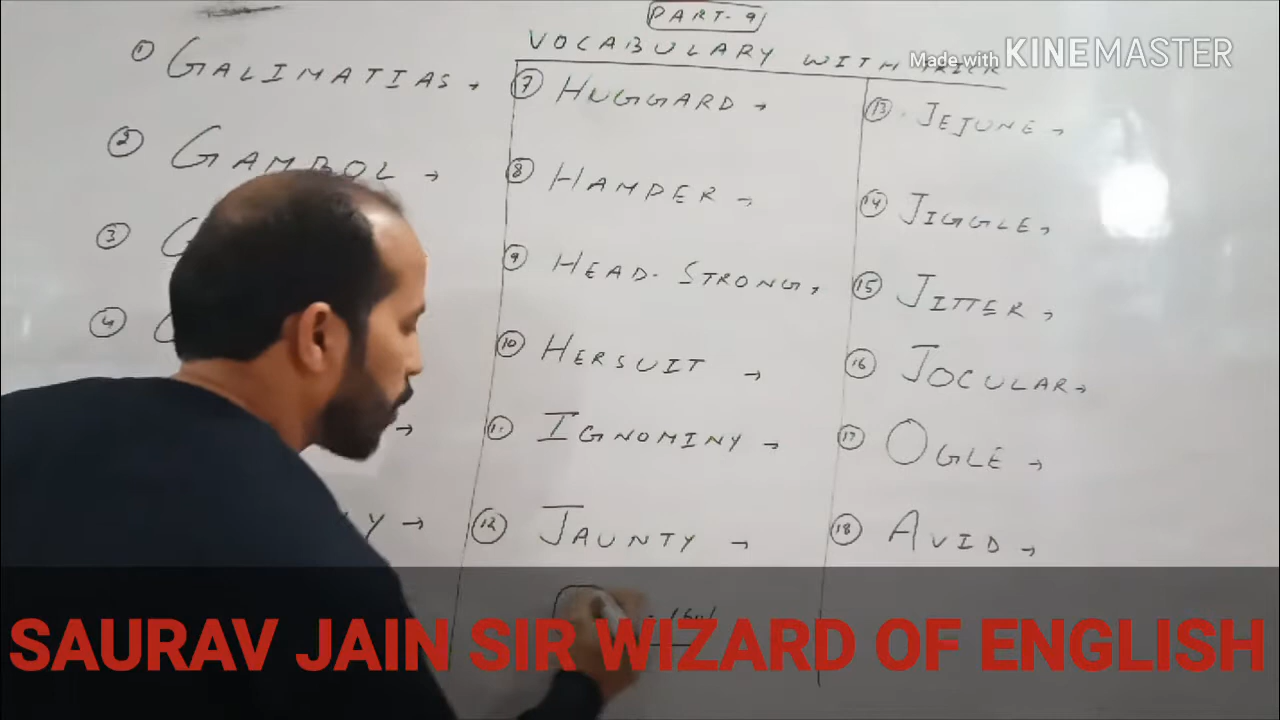 PART-9
VOCABULARY WITH TRICK
Made with KINEMASTER
1 GALIMATIAS →
2 GAMBOL →
3 G
4
Y →
7 HUGGARD →
8 HAMPER →
9 HEAD-STRONG →
10 HERSUIT →
11 IGNOMINY →
12 JAUNTY →
13 JEJUNE →
14 JIGGLE →
15 JITTER →
16 JOCULAR →
17 OGLE →
18 AVID →
SAURAV JAIN SIR WIZARD OF ENGLISH